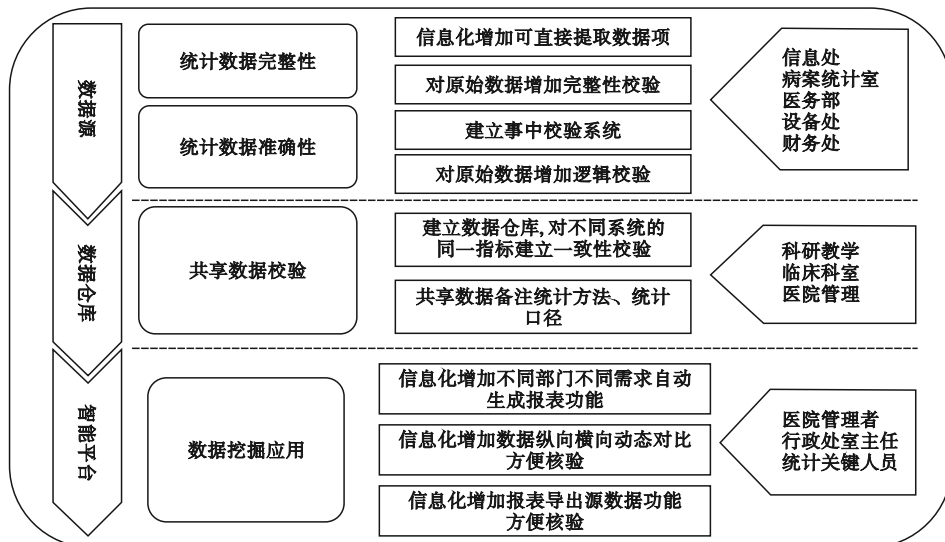 数据源
统计数据完整性
统计数据准确性
信息化增加可直接提取数据项
对原始数据增加完整性校验
建立事中校验系统
对原始数据增加逻辑校验
信息处
病案统计室
医务部
设备处
财务处
数据仓库
共享数据校验
建立数据仓库,对不同系统的
同一指标建立一致性校验
共享数据备注统计方法、统计
口径
科研教学
临床科室
医院管理
智能平台
数据挖掘应用
信息化增加不同部门不同需求自动
生成报表功能
信息化增加数据纵向横向动态对比
方便核验
信息化增加报表导出源数据功能
方便核验
医院管理者
行政处室主任
统计关键人员